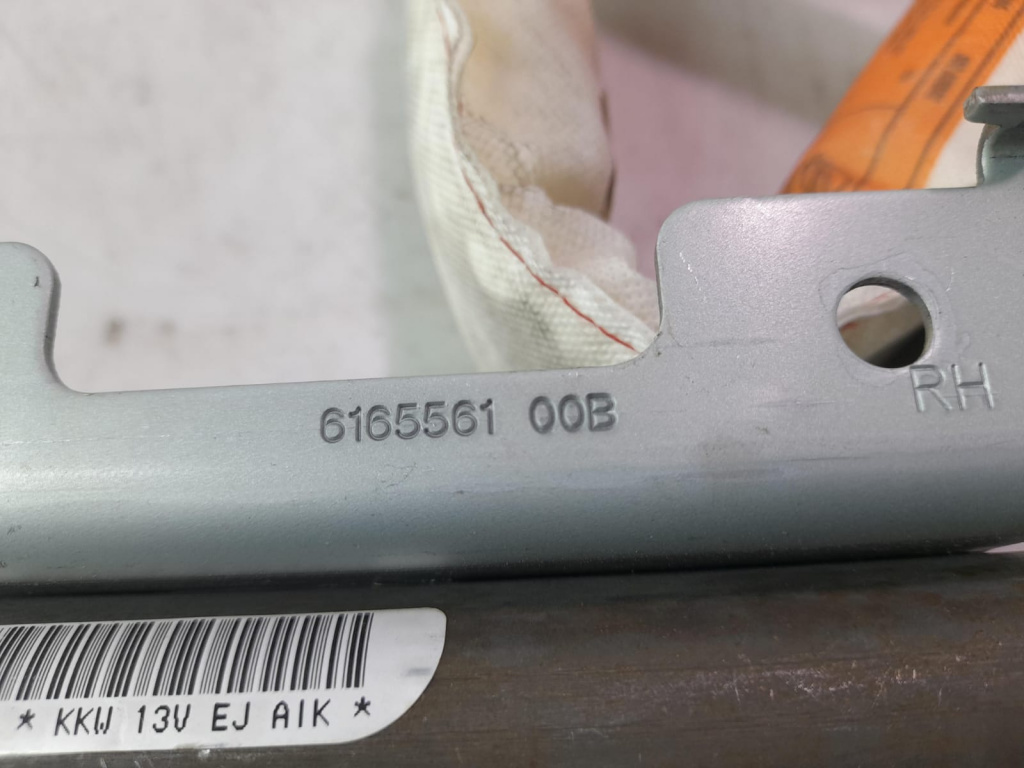 6165561 00B
RH
* KKW 13V EJ AIK *